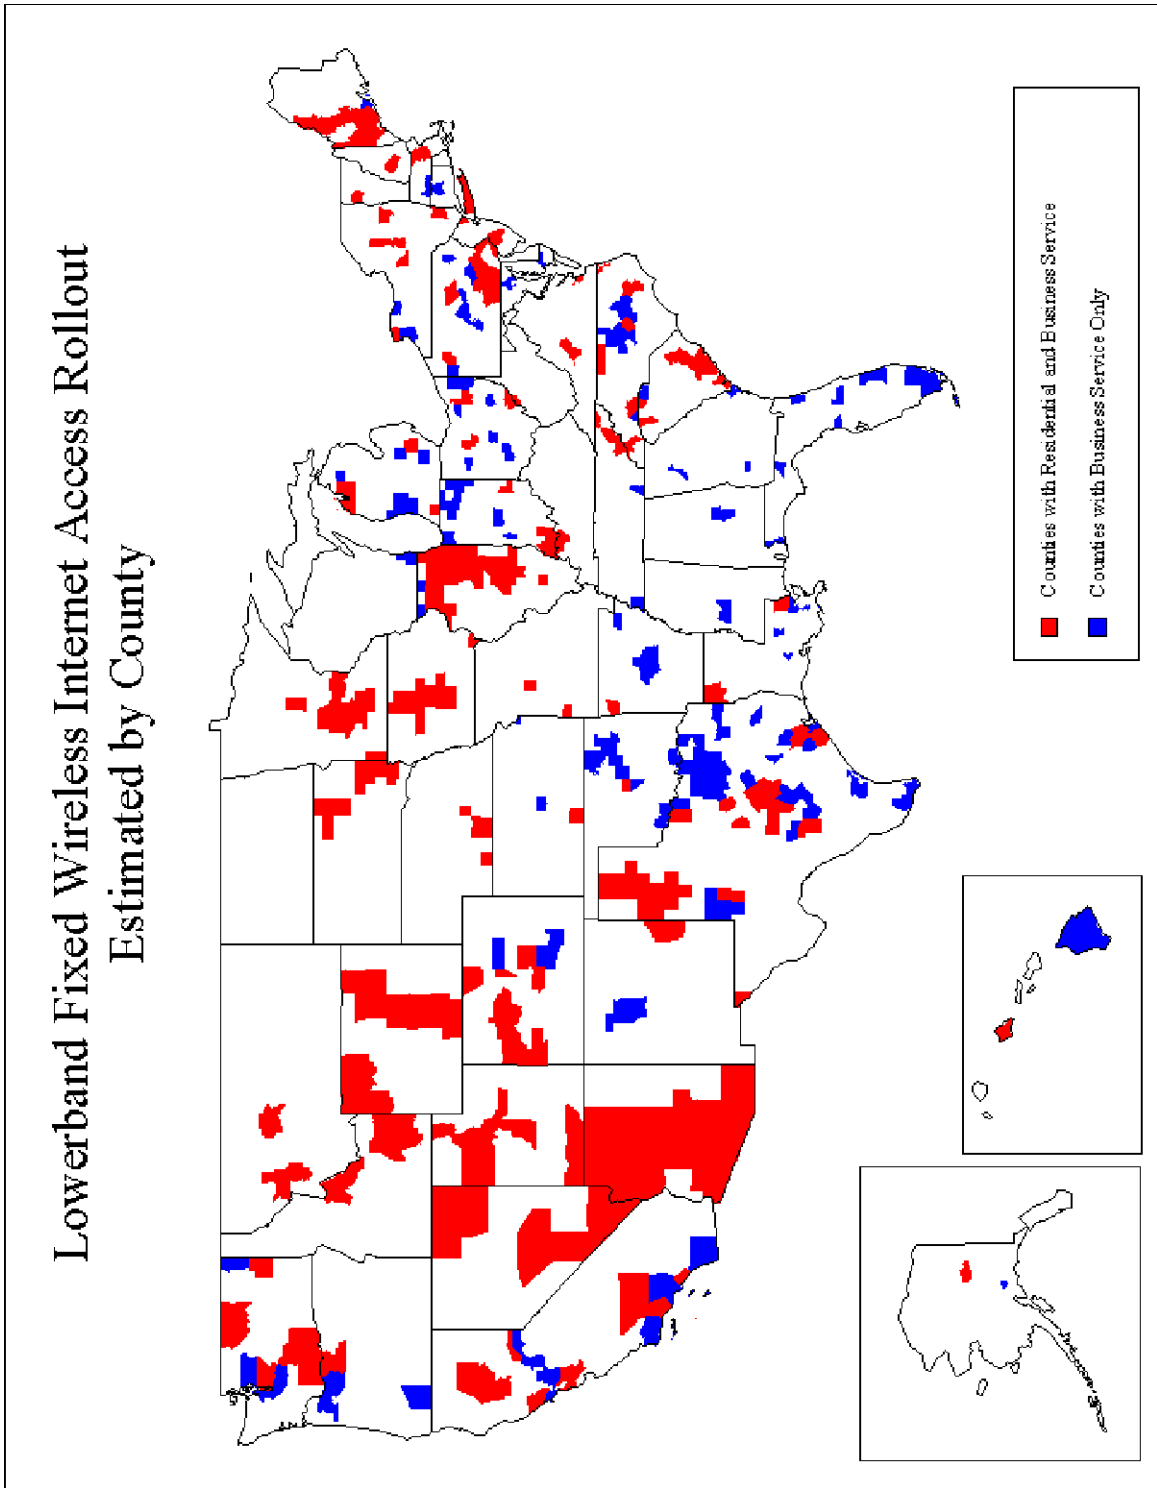 Lowerband Fixed Wireless Internet Access Rollout
Estimated by County
Counties with Residential and Business Service
Counties with Business Service Only